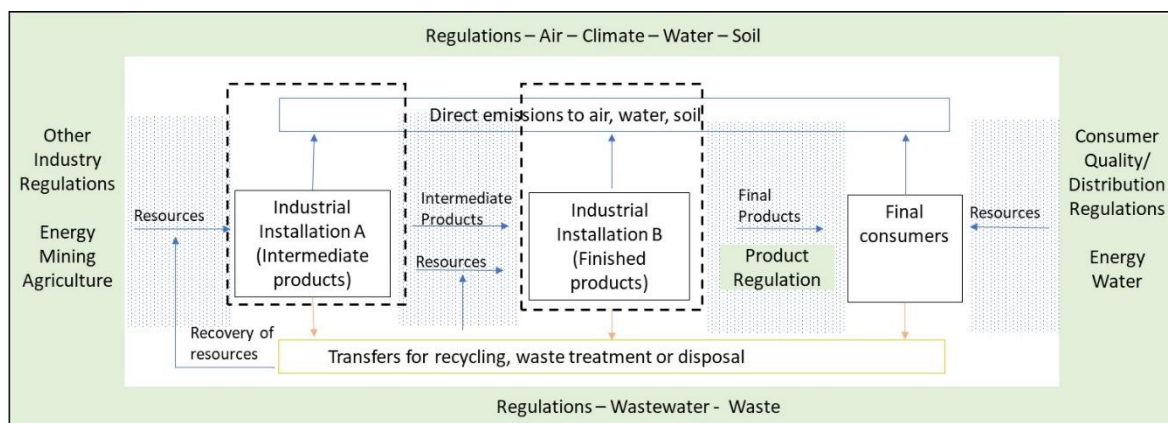 Regulations – Air – Climate – Water – Soil
Direct emissions to air, water, soil
Other
Industry
Regulations
Energy
Mining
Agriculture
Resources
Industrial
Installation A
(Intermediate
products)
Intermediate
Products
Resources
Industrial
Installation B
(Finished
products)
Final
Products
Product
Regulation
Final
consumers
Resources
Consumer
Quality/
Distribution
Regulations
Energy
Water
Recovery of
resources
Transfers for recycling, waste treatment or disposal
Regulations – Wastewater - Waste